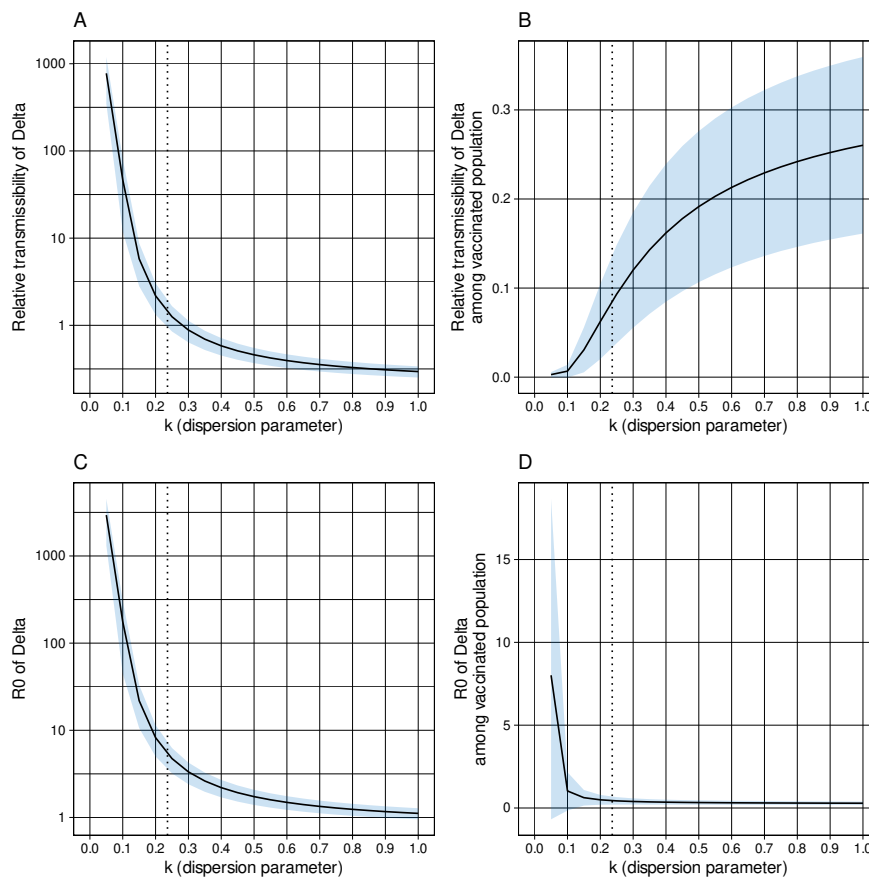 A
Relative transmissibility of Delta
1000
100
10
1
0.0 0.1 0.2 0.3 0.4 0.5 0.6 0.7 0.8 0.9 1.0
k (dispersion parameter)
B
Relative transmissibility of Delta
among vaccinated population
0.3
0.2
0.1
0.0
0.0 0.1 0.2 0.3 0.4 0.5 0.6 0.7 0.8 0.9 1.0
k (dispersion parameter)
C
R0 of Delta
1000
100
10
1
0.0 0.1 0.2 0.3 0.4 0.5 0.6 0.7 0.8 0.9 1.0
k (dispersion parameter)
D
R0 of Delta
among vaccinated population
15
10
5
0
0.0 0.1 0.2 0.3 0.4 0.5 0.6 0.7 0.8 0.9 1.0
k (dispersion parameter)